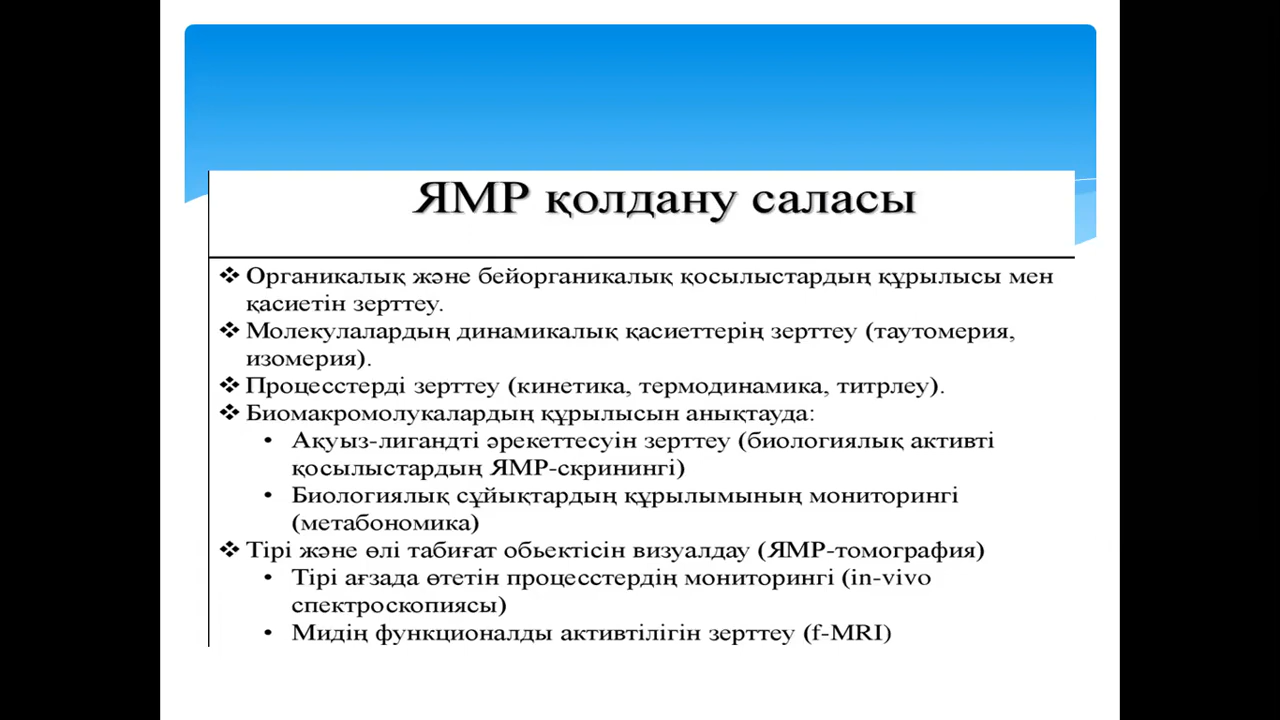 ЯМР қолдану саласы
❖ Органикалық және бейорганикалық қосылыстардың құрылысы мен
қасиетін зерттеу.
❖ Молекулалардың динамикалық қасиеттерің зерттеу (таутомерия,
изомерия).
❖ Процесстерді зерттеу (кинетика, термодинамика, титрлеу).
❖ Биомакромолукалардың құрылысын анықтауда:
• Ақуыз-лигандті әрекеттесуін зерттеу (биологиялық активті
қосылыстардың ЯМР-скринингі)
• Биологиялық сұйықтардың құрылымының мониторингі
(метабономика)
❖ Тірі және өлі табиғат обьектісін визуалдау (ЯМР-томография)
• Тірі ағзада өтетін процесстердің мониторингі (in-vivo
спектроскопиясы)
• Мидің функционалды активтілігін зерттеу (f-MRI)